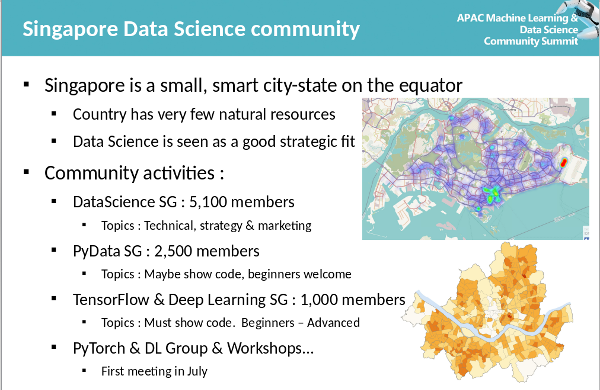 Singapore Data Science community
APAC Machine Learning &
Data Science
Community Summit
Singapore is a small, smart city-state on the equator
Country has very few natural resources
Data Science is seen as a good strategic fit
Community activities :
DataScience SG : 5,100 members
Topics : Technical, strategy & marketing
PyData SG : 2,500 members
Topics : Maybe show code, beginners welcome
TensorFlow & Deep Learning SG : 1,000 members
Topics : Must show code. Beginners – Advanced
PyTorch & DL Group & Workshops...
First meeting in July